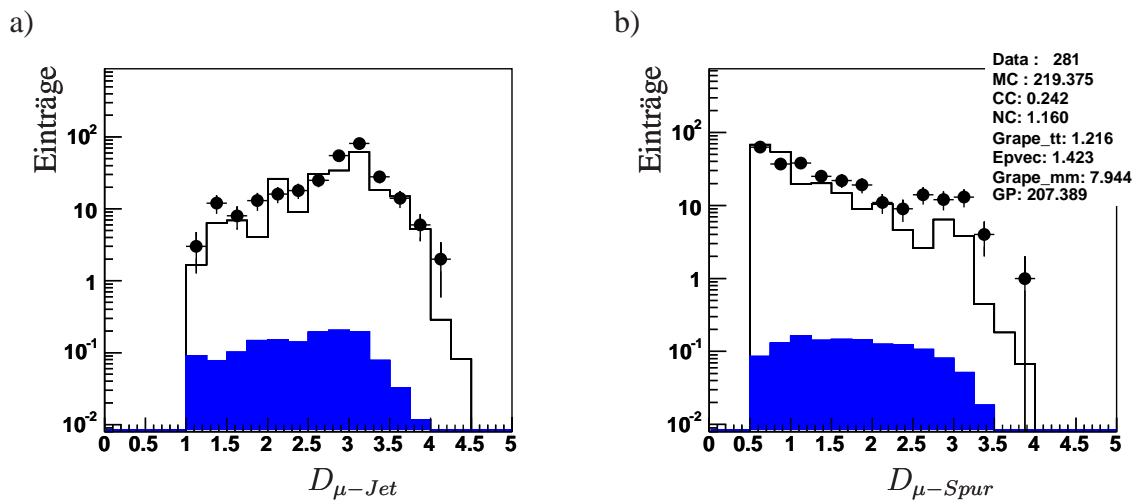 a)
Einträge
10²
10
1
10⁻¹
10⁻²
0 0.5 1 1.5 2 2.5 3 3.5 4 4.5 5
D_{μ−Jet}
b)
Einträge
Data : 281
MC : 219.375
CC: 0.242
NC: 1.160
Grape_tt: 1.216
Epvec: 1.423
Grape_mm: 7.944
GP: 207.389
10²
10
1
10⁻¹
10⁻²
0 0.5 1 1.5 2 2.5 3 3.5 4 4.5 5
D_{μ−Spur}